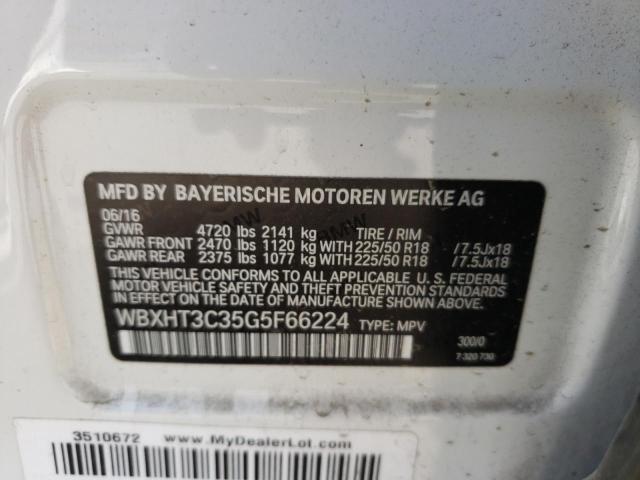 MFD BY BAYERISCHE MOTOREN WERKE AG
06/16
GVWR 4720 lbs 2141 kg TIRE / RIM
GAWR FRONT 2470 lbs 1120 kg WITH 225/50 R18 /7.5Jx18
GAWR REAR 2375 lbs 1077 kg WITH 225/50 R18 /7.5Jx18
THIS VEHICLE CONFORMS TO ALL APPLICABLE U. S. FEDERAL
MOTOR VEHICLE SAFETY AND THEFT PREVENTION
STANDARDS IN EFFECT ON THE DATE OF MANUFACTURE SHOWN ABOVE.
WBXHT3C35G5F66224 TYPE: MPV
300/0
7 320 730
3510672 www.MyDealerLot.com